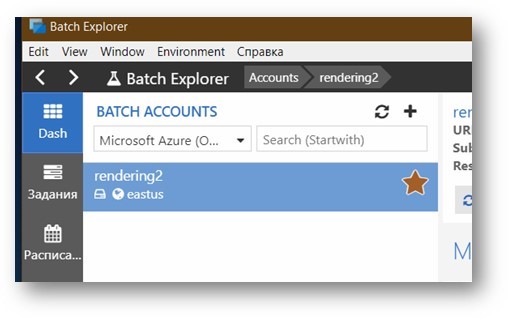 Batch Explorer
Edit View Window Environment Справка
Batch Explorer Accounts rendering2
Dash
Задания
Расписа...
BATCH ACCOUNTS
Microsoft Azure (O... Search (Startwith)
rendering2
eastus
ren
UR
Sub
Res
M